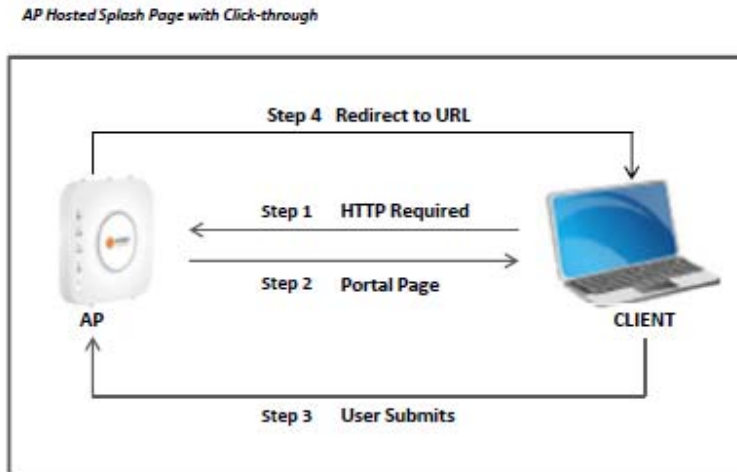 AP Hosted Splash Page with Click-through
Step 4 Redirect to URL
Step 1 HTTP Required
Step 2 Portal Page
AP
CLIENT
Step 3 User Submits